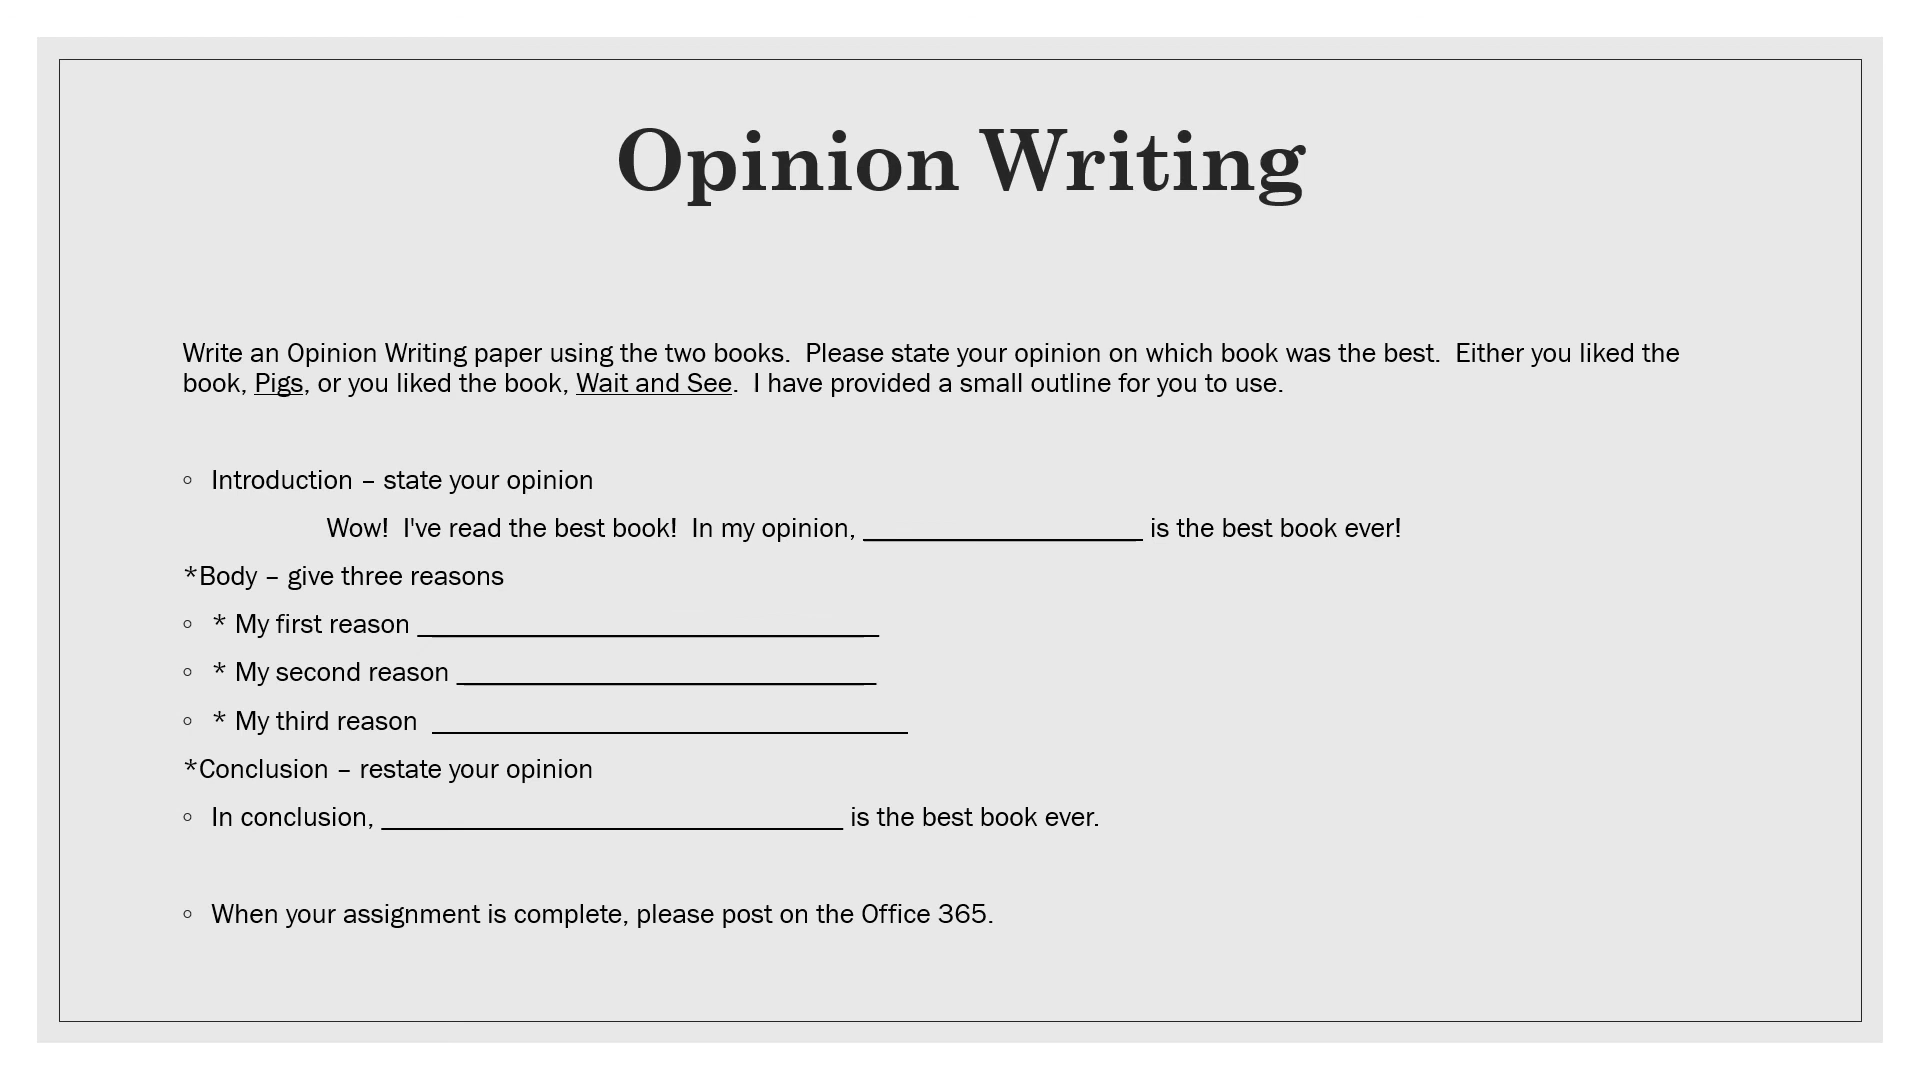 Opinion Writing
Write an Opinion Writing paper using the two books.  Please state your opinion on which book was the best.  Either you liked the
book, Pigs, or you liked the book, Wait and See.  I have provided a small outline for you to use.
◦ Introduction – state your opinion
Wow!  I've read the best book!  In my opinion, ____________________ is the best book ever!
*Body – give three reasons
◦ * My first reason _________________________________
◦ * My second reason ______________________________
◦ * My third reason  __________________________________
*Conclusion – restate your opinion
◦ In conclusion, _________________________________ is the best book ever.
◦ When your assignment is complete, please post on the Office 365.